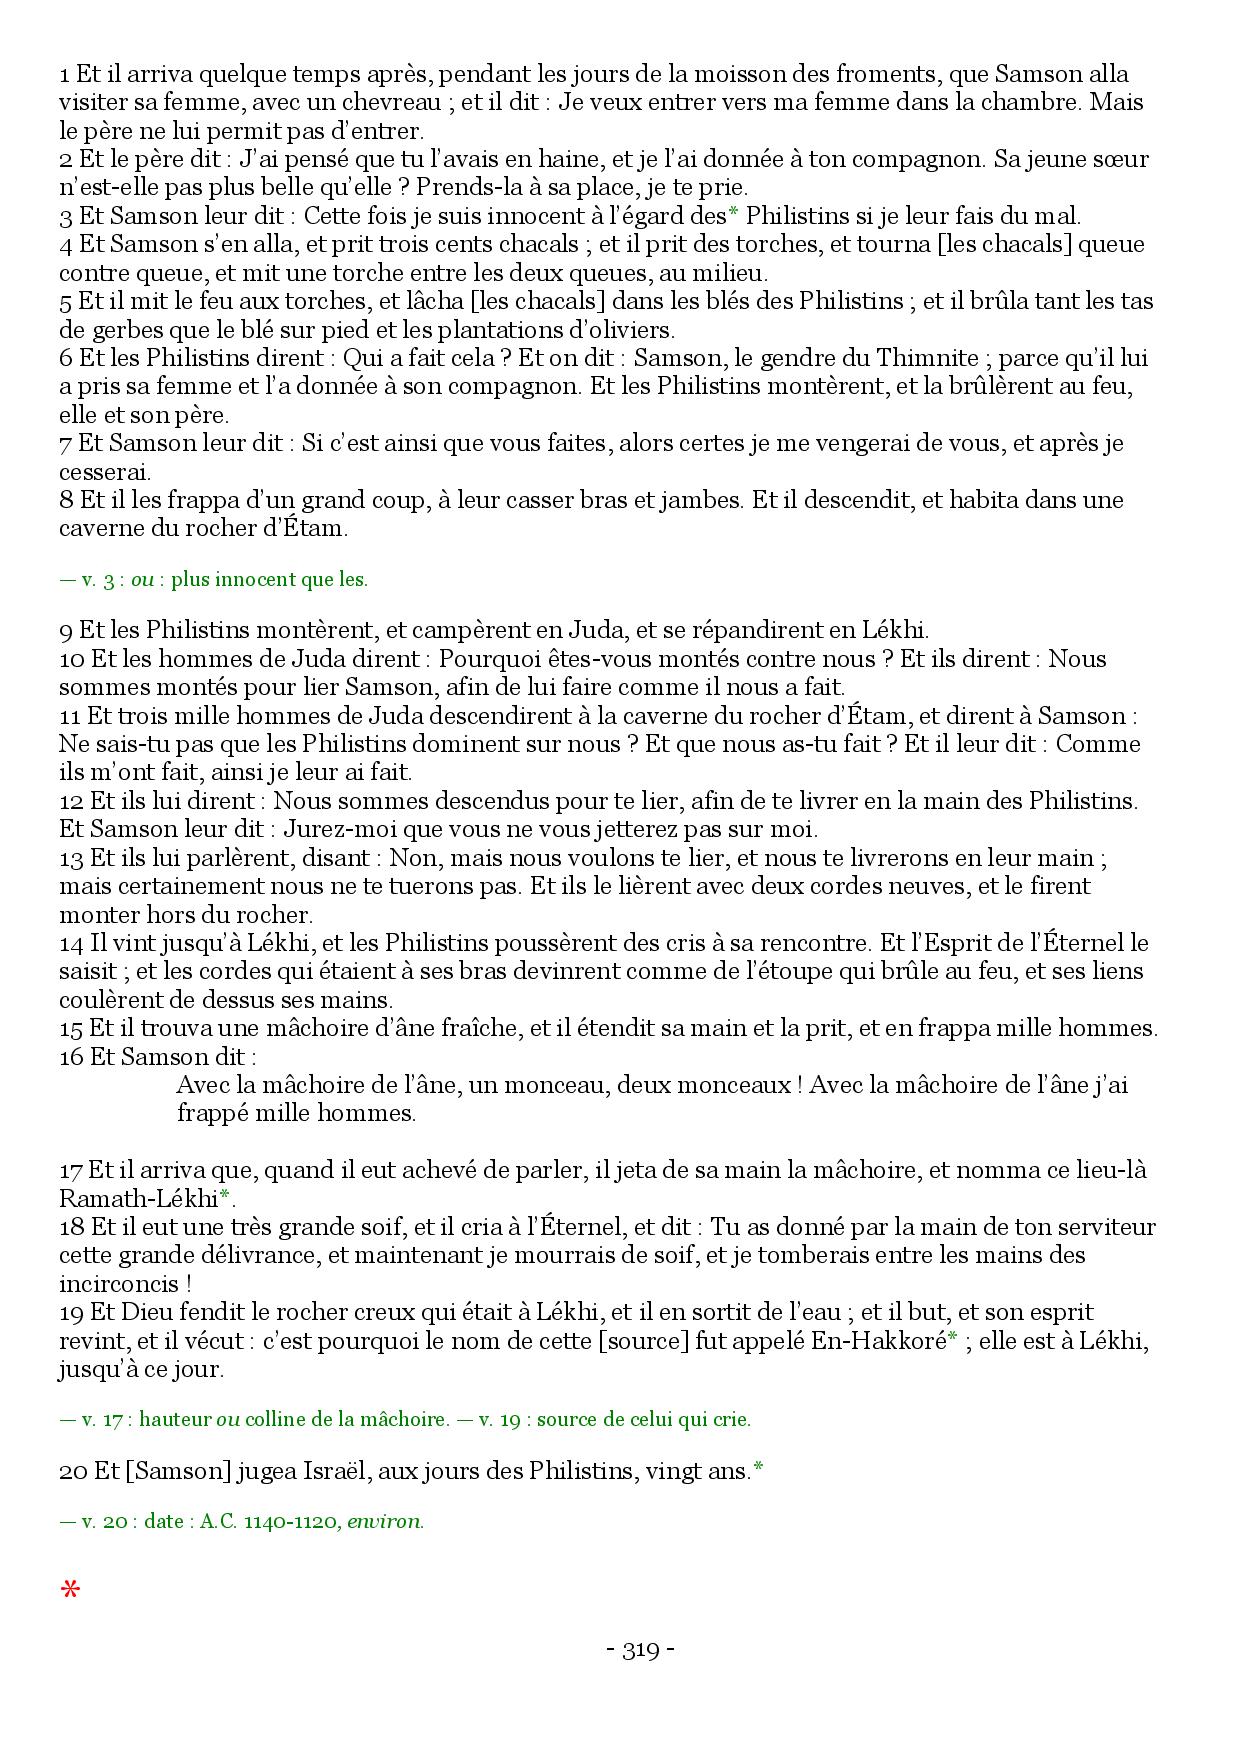 1 Et il arriva quelque temps après, pendant les jours de la moisson des froments, que Samson alla
visiter sa femme, avec un chevreau ; et il dit : Je veux entrer vers ma femme dans la chambre. Mais
le père ne lui permit pas d’entrer.
2 Et le père dit : J’ai pensé que tu l’avais en haine, et je l’ai donnée à ton compagnon. Sa jeune sœur
n’est-elle pas plus belle qu’elle ? Prends-la à sa place, je te prie.
3 Et Samson leur dit : Cette fois je suis innocent à l’égard des* Philistins si je leur fais du mal.
4 Et Samson s’en alla, et prit trois cents chacals ; et il prit des torches, et tourna [les chacals] queue
contre queue, et mit une torche entre les deux queues, au milieu.
5 Et il mit le feu aux torches, et lâcha [les chacals] dans les blés des Philistins ; et il brûla tant les tas
de gerbes que le blé sur pied et les plantations d’oliviers.
6 Et les Philistins dirent : Qui a fait cela ? Et on dit : Samson, le gendre du Thimnite ; parce qu’il lui
a pris sa femme et l’a donnée à son compagnon. Et les Philistins montèrent, et la brûlèrent au feu,
elle et son père.
7 Et Samson leur dit : Si c’est ainsi que vous faites, alors certes je me vengerai de vous, et après je
cesserai.
8 Et il les frappa d’un grand coup, à leur casser bras et jambes. Et il descendit, et habita dans une
caverne du rocher d’Étam.
— v. 3 : ou : plus innocent que les.
9 Et les Philistins montèrent, et campèrent en Juda, et se répandirent en Lékhi.
10 Et les hommes de Juda dirent : Pourquoi êtes-vous montés contre nous ? Et ils dirent : Nous
sommes montés pour lier Samson, afin de lui faire comme il nous a fait.
11 Et trois mille hommes de Juda descendirent à la caverne du rocher d’Étam, et dirent à Samson :
Ne sais-tu pas que les Philistins dominent sur nous ? Et que nous as-tu fait ? Et il leur dit : Comme
ils m’ont fait, ainsi je leur ai fait.
12 Et ils lui dirent : Nous sommes descendus pour te lier, afin de te livrer en la main des Philistins.
Et Samson leur dit : Jurez-moi que vous ne vous jetterez pas sur moi.
13 Et ils lui parlèrent, disant : Non, mais nous voulons te lier, et nous te livrerons en leur main ;
mais certainement nous ne te tuerons pas. Et ils le lièrent avec deux cordes neuves, et le firent
monter hors du rocher.
14 Il vint jusqu’à Lékhi, et les Philistins poussèrent des cris à sa rencontre. Et l’Esprit de l’Éternel le
saisit ; et les cordes qui étaient à ses bras devinrent comme de l’étoupe qui brûle au feu, et ses liens
coulèrent de dessus ses mains.
15 Et il trouva une mâchoire d’âne fraîche, et il étendit sa main et la prit, et en frappa mille hommes.
16 Et Samson dit :
Avec la mâchoire de l’âne, un monceau, deux monceaux ! Avec la mâchoire de l’âne j’ai
frappé mille hommes.
17 Et il arriva que, quand il eut achevé de parler, il jeta de sa main la mâchoire, et nomma ce lieu-là
Ramath-Lékhi*.
18 Et il eut une très grande soif, et il cria à l’Éternel, et dit : Tu as donné par la main de ton serviteur
cette grande délivrance, et maintenant je mourrais de soif, et je tomberais entre les mains des
incirconcis !
19 Et Dieu fendit le rocher creux qui était à Lékhi, et il en sortit de l’eau ; et il but, et son esprit
revint, et il vécut : c’est pourquoi le nom de cette [source] fut appelé En-Hakkoré* ; elle est à Lékhi,
jusqu’à ce jour.
— v. 17 : hauteur ou colline de la mâchoire. — v. 19 : source de celui qui crie.
20 Et [Samson] jugea Israël, aux jours des Philistins, vingt ans.*
— v. 20 : date : A.C. 1140-1120, environ.
*
- 319 -